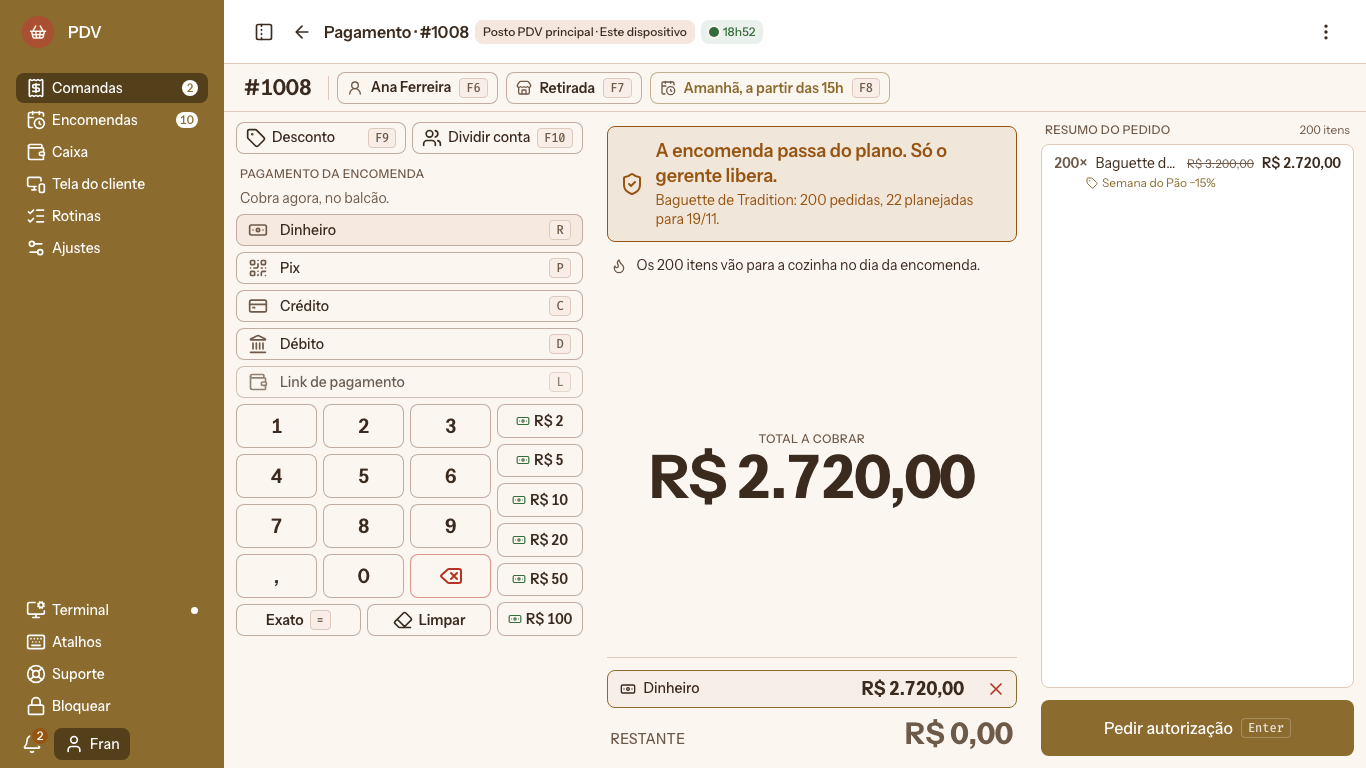 PDV
Comandas 2
Encomendas 10
Caixa
Tela do cliente
Rotinas
Ajustes
Terminal
Atalhos
Suporte
Bloquear
2 Fran
Pagamento · #1008 Posto PDV principal · Este dispositivo 18h52
#1008 Ana Ferreira F6 Retirada F7 Amanhã, a partir das 15h F8
Desconto F9 Dividir conta F10
PAGAMENTO DA ENCOMENDA
Cobra agora, no balcão.
Dinheiro R
Pix P
Crédito C
Débito D
Link de pagamento L
1 2 3 R$ 2
4 5 6 R$ 5
R$ 10
7 8 9 R$ 20
, 0 R$ 50
Exato = Limpar R$ 100
A encomenda passa do plano. Só o
gerente libera.
Baguette de Tradition: 200 pedidas, 22 planejadas
para 19/11.
Os 200 itens vão para a cozinha no dia da encomenda.
TOTAL A COBRAR
R$ 2.720,00
Dinheiro R$ 2.720,00
RESTANTE R$ 0,00
RESUMO DO PEDIDO 200 itens
200× Baguette d... R$ 3.200,00 R$ 2.720,00
Semana do Pão −15%
Pedir autorização Enter